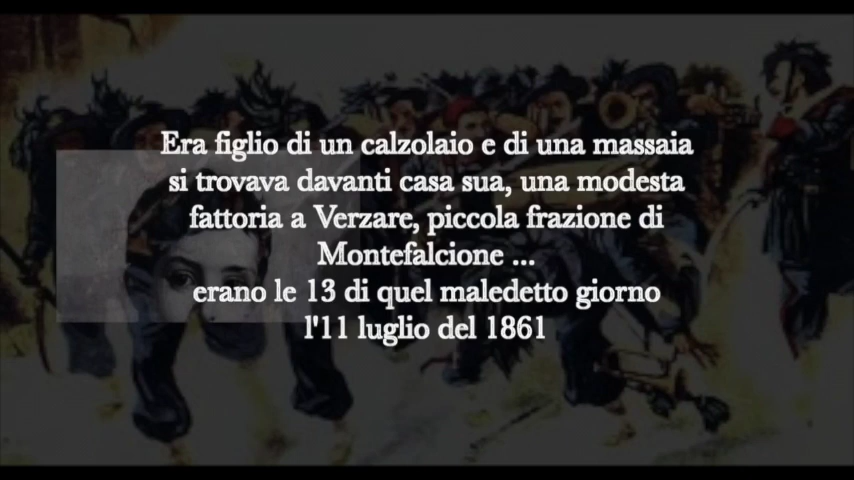 Era figlio di un calzolaio e di una massaia
si trovava davanti casa sua, una modesta
fattoria a Verzare, piccola frazione di
Montefalcione ...
erano le 13 di quel maledetto giorno
l'11 luglio del 1861